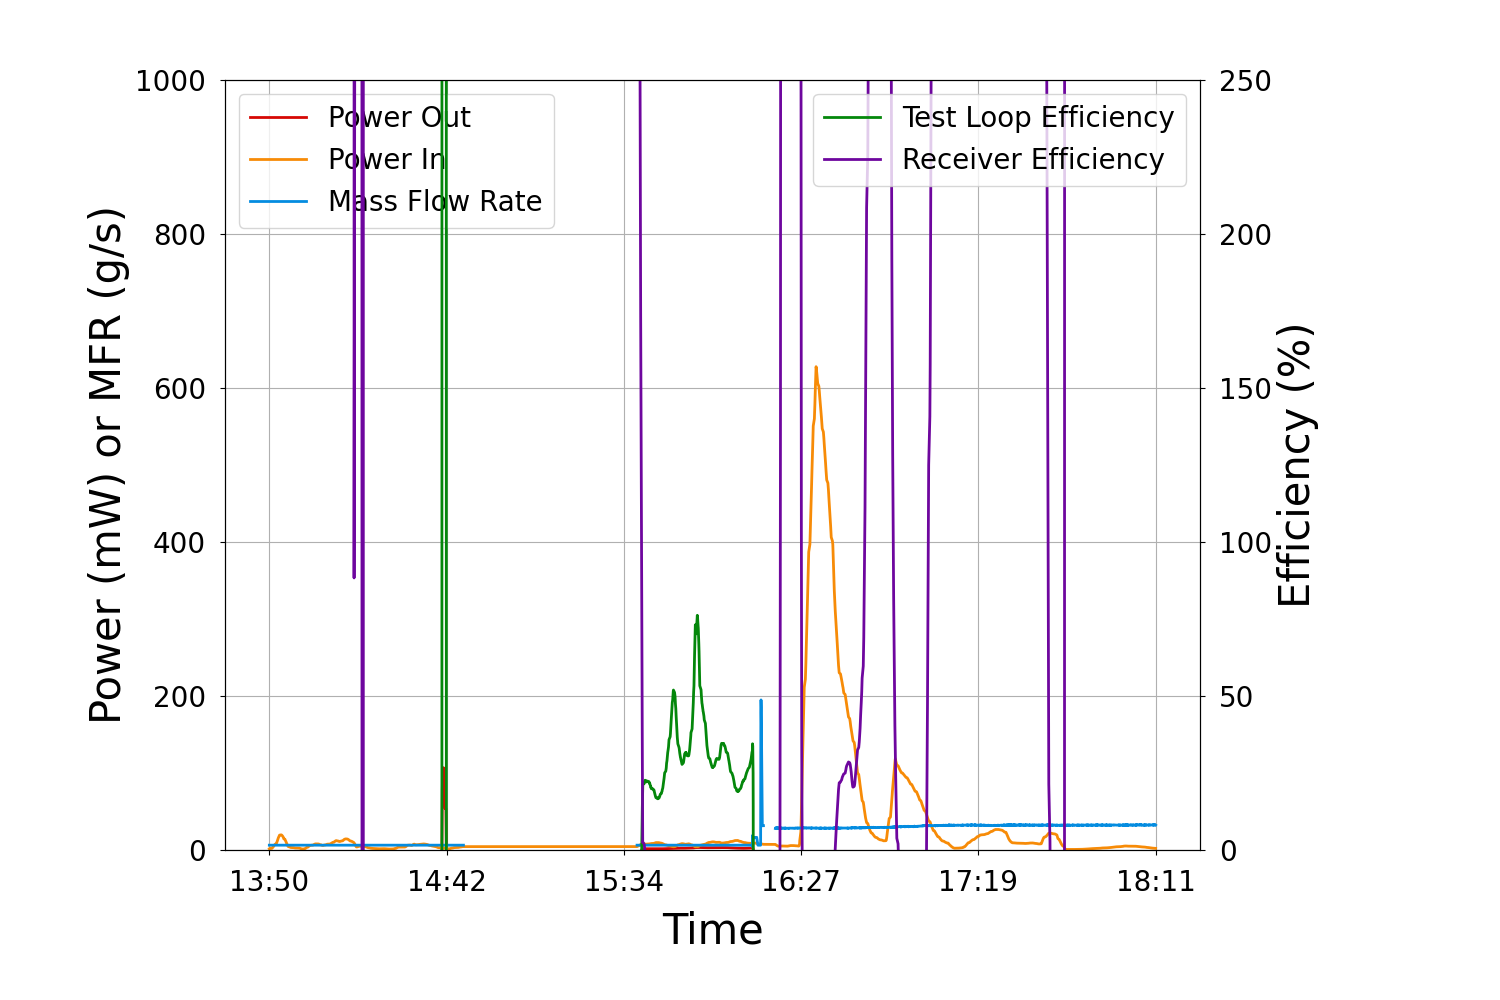 1000
800
600
400
200
0
Power (mW) or MFR (g/s)
Power Out
Power In
Mass Flow Rate
Test Loop Efficiency
Receiver Efficiency
250
200
150
100
50
0
Efficiency (%)
13:50 14:42 15:34 16:27 17:19 18:11
Time